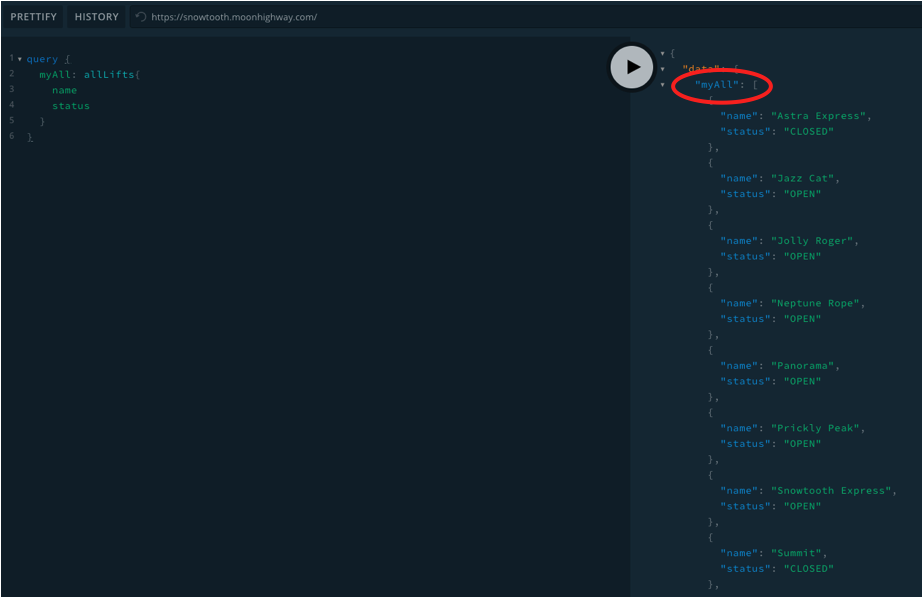 PRETTIFY HISTORY https://snowtooth.moonhighway.com/
1 query {
2 myAll: allLifts{
3 name
4 status
5 }
6 }
{
"data": {
"myAll": [
{
"name": "Astra Express",
"status": "CLOSED"
},
{
"name": "Jazz Cat",
"status": "OPEN"
},
{
"name": "Jolly Roger",
"status": "OPEN"
},
{
"name": "Neptune Rope",
"status": "OPEN"
},
{
"name": "Panorama",
"status": "OPEN"
},
{
"name": "Prickly Peak",
"status": "OPEN"
},
{
"name": "Snowtooth Express",
"status": "OPEN"
},
{
"name": "Summit",
"status": "CLOSED"
},